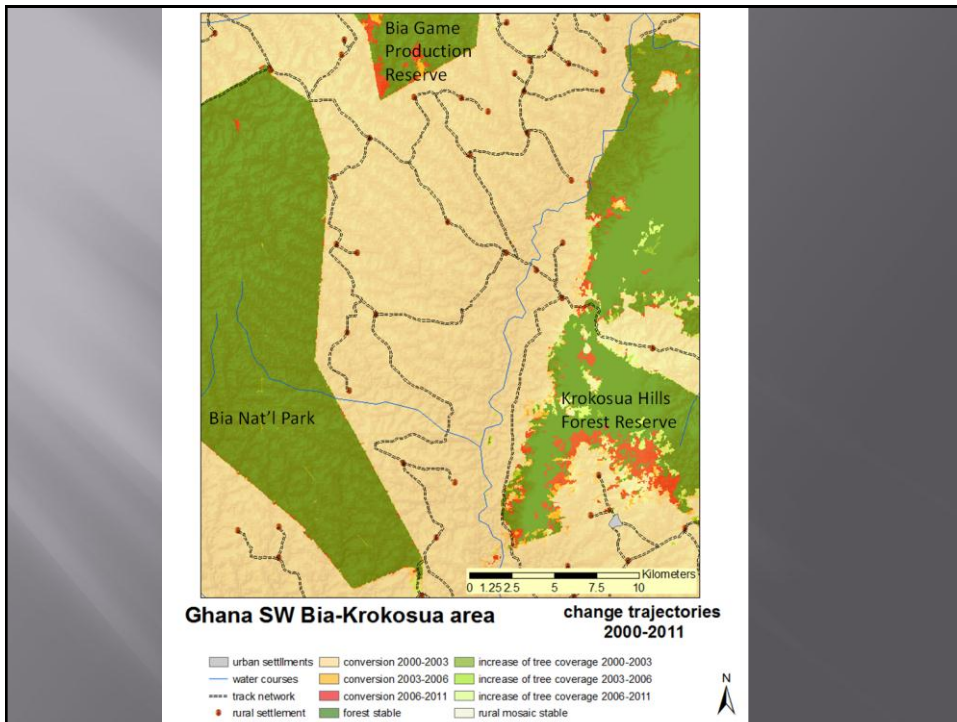 Bia Game
Production
Reserve
Bia Nat'l Park
Krokosua Hills
Forest Reserve
Kilometers
0 1.25 2.5 5 7.5 10
Ghana SW Bia-Krokosua area
change trajectories
2000-2011
urban settllments
conversion 2000-2003
increase of tree coverage 2000-2003
water courses
conversion 2003-2006
increase of tree coverage 2003-2006
track network
conversion 2006-2011
increase of tree coverage 2006-2011
rural settlement
forest stable
rural mosaic stable
N